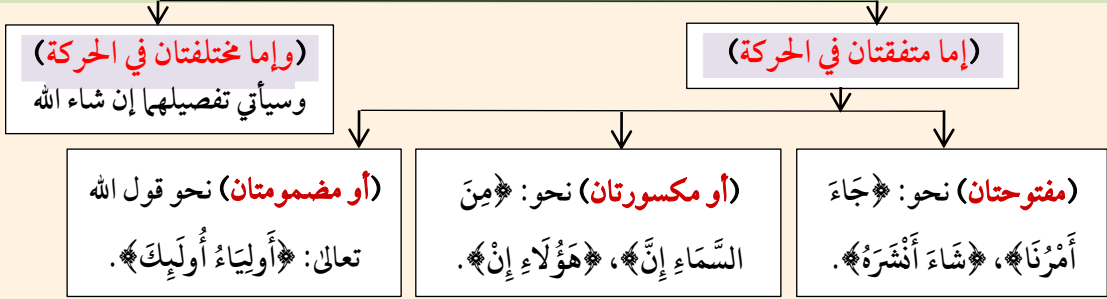 (إما متفقتان في الحركة)
(وإما مختلفتان في الحركة)
وسيأتي تفصيلهما إن شاء الله
(مفتوحتان) نحو: ﴿جَاءَ
أَمْرُنَا﴾، ﴿شَاءَ أَنْشَرَهُ﴾.
(أو مكسورتان) نحو: ﴿مِنَ
السَّمَاءِ إِنَّ﴾، ﴿هَؤُلَاءِ إِنْ﴾.
(أو مضمومتان) نحو قول الله
تعالىٰ: ﴿أَولِيَاءُ أُولَئِكَ﴾.